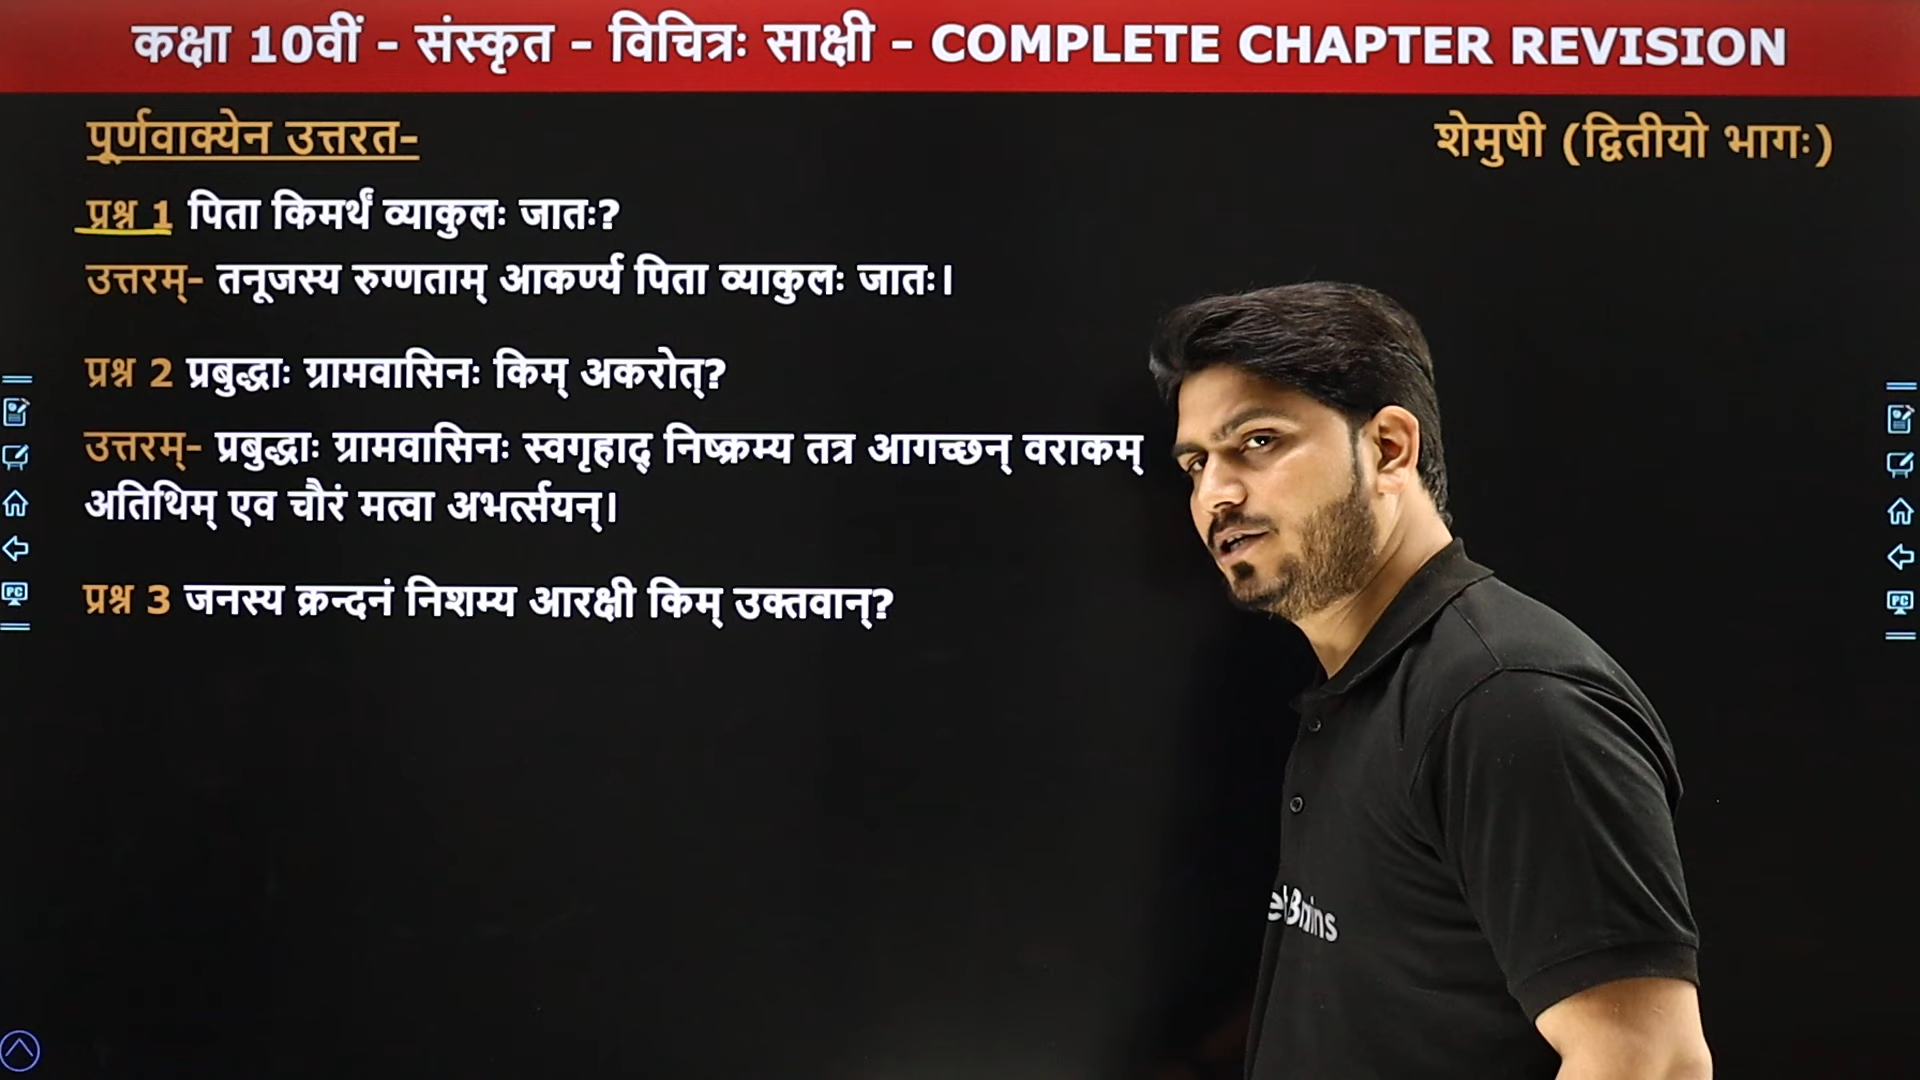 कक्षा 10वीं - संस्कृत - विचित्रः साक्षी - COMPLETE CHAPTER REVISION
पूर्णवाक्येन उत्तरत-
शेमुषी (द्वितीयो भागः)
प्रश्न 1 पिता किमर्थं व्याकुलः जातः?
उत्तरम्- तनूजस्य रुग्णताम् आकर्ण्य पिता व्याकुलः जातः।
प्रश्न 2 प्रबुद्धाः ग्रामवासिनः किम् अकरोत्?
उत्तरम्- प्रबुद्धाः ग्रामवासिनः स्वगृहाद् निष्क्रम्य तत्र आगच्छन् वराकम्
अतिथिम् एव चौरं मत्वा अभर्त्सयन्।
प्रश्न 3 जनस्य क्रन्दनं निशम्य आरक्षी किम् उक्तवान्?
PC
PC